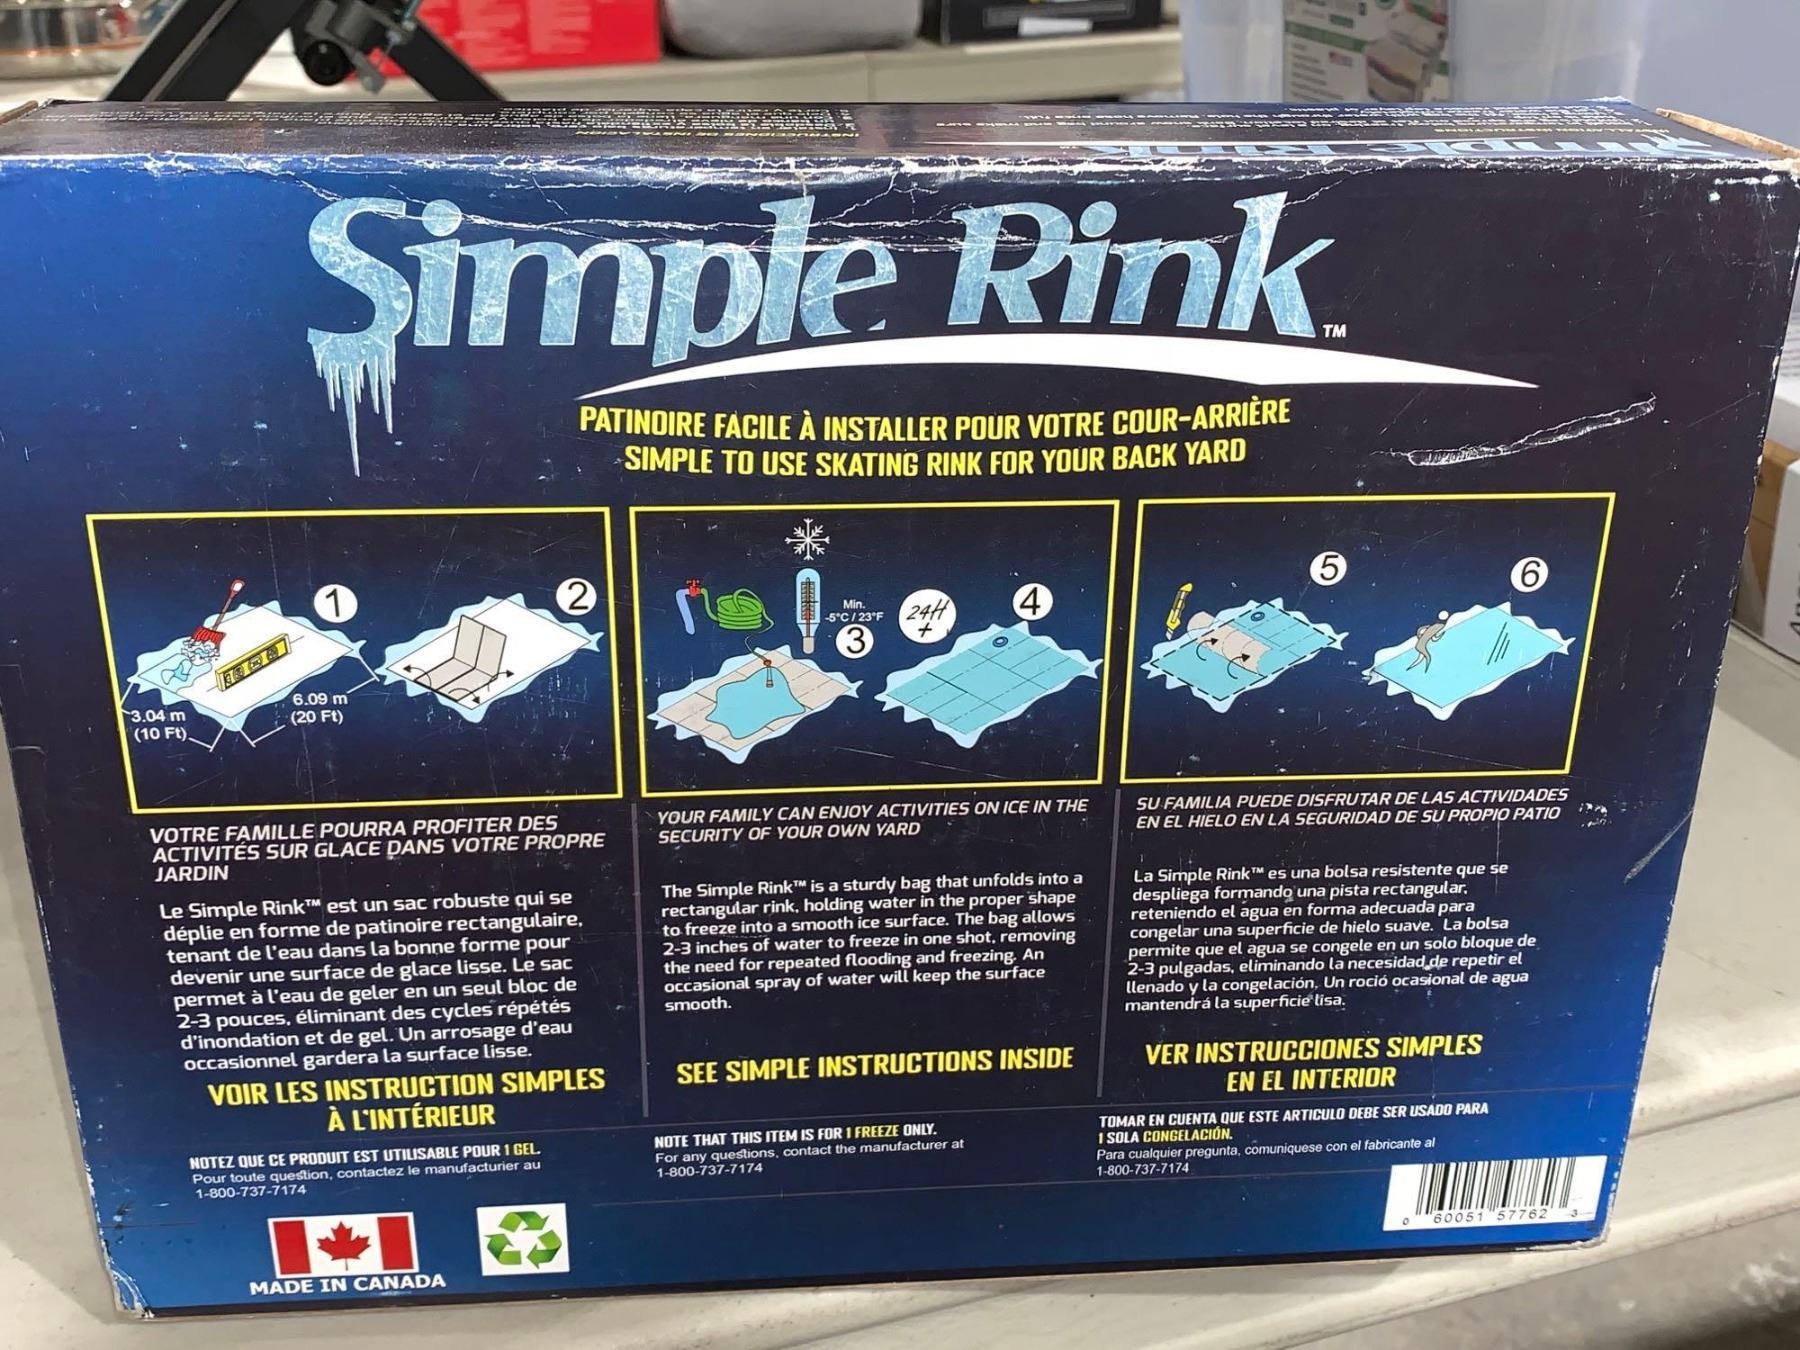 INSTRUCCIONES DE INSTALACION
Simple Rink
Simple Rink™
PATINOIRE FACILE À INSTALLER POUR VOTRE COUR-ARRIÈRE
SIMPLE TO USE SKATING RINK FOR YOUR BACK YARD
1
2
3.04 m
(10 Ft)
6.09 m
(20 Ft)
Min.
-5°C / 23°F
3
24H
+
4
5
6
VOTRE FAMILLE POURRA PROFITER DES
ACTIVITÉS SUR GLACE DANS VOTRE PROPRE
JARDIN
Le Simple Rink™ est un sac robuste qui se
déplie en forme de patinoire rectangulaire,
tenant de l'eau dans la bonne forme pour
devenir une surface de glace lisse. Le sac
permet à l'eau de geler en un seul bloc de
2-3 pouces, éliminant des cycles répétés
d'inondation et de gel. Un arrosage d'eau
occasionnel gardera la surface lisse.
VOIR LES INSTRUCTION SIMPLES
À L'INTÉRIEUR
NOTEZ QUE CE PRODUIT EST UTILISABLE POUR 1 GEL.
Pour toute question, contactez le manufacturier au
1-800-737-7174
YOUR FAMILY CAN ENJOY ACTIVITIES ON ICE IN THE
SECURITY OF YOUR OWN YARD
The Simple Rink™ is a sturdy bag that unfolds into a
rectangular rink, holding water in the proper shape
to freeze into a smooth ice surface. The bag allows
2-3 inches of water to freeze in one shot, removing
the need for repeated flooding and freezing. An
occasional spray of water will keep the surface
smooth.
SEE SIMPLE INSTRUCTIONS INSIDE
NOTE THAT THIS ITEM IS FOR 1 FREEZE ONLY.
For any questions, contact the manufacturer at
1-800-737-7174
SU FAMILIA PUEDE DISFRUTAR DE LAS ACTIVIDADES
EN EL HIELO EN LA SEGURIDAD DE SU PROPIO PATIO
La Simple Rink™ es una bolsa resistente que se
despliega formando una pista rectangular,
reteniendo el agua en forma adecuada para
congelar una superficie de hielo suave. La bolsa
permite que el agua se congele en un solo bloque de
2-3 pulgadas, eliminando la necesidad de repetir el
llenado y la congelación. Un roció ocasional de agua
mantendrá la superficie lisa.
VER INSTRUCCIONES SIMPLES
EN EL INTERIOR
TOMAR EN CUENTA QUE ESTE ARTICULO DEBE SER USADO PARA
1 SOLA CONGELACIÓN.
Para cualquier pregunta, comuniquese con el fabricante al
1-800-737-7174
MADE IN CANADA
0 60051 57762 3